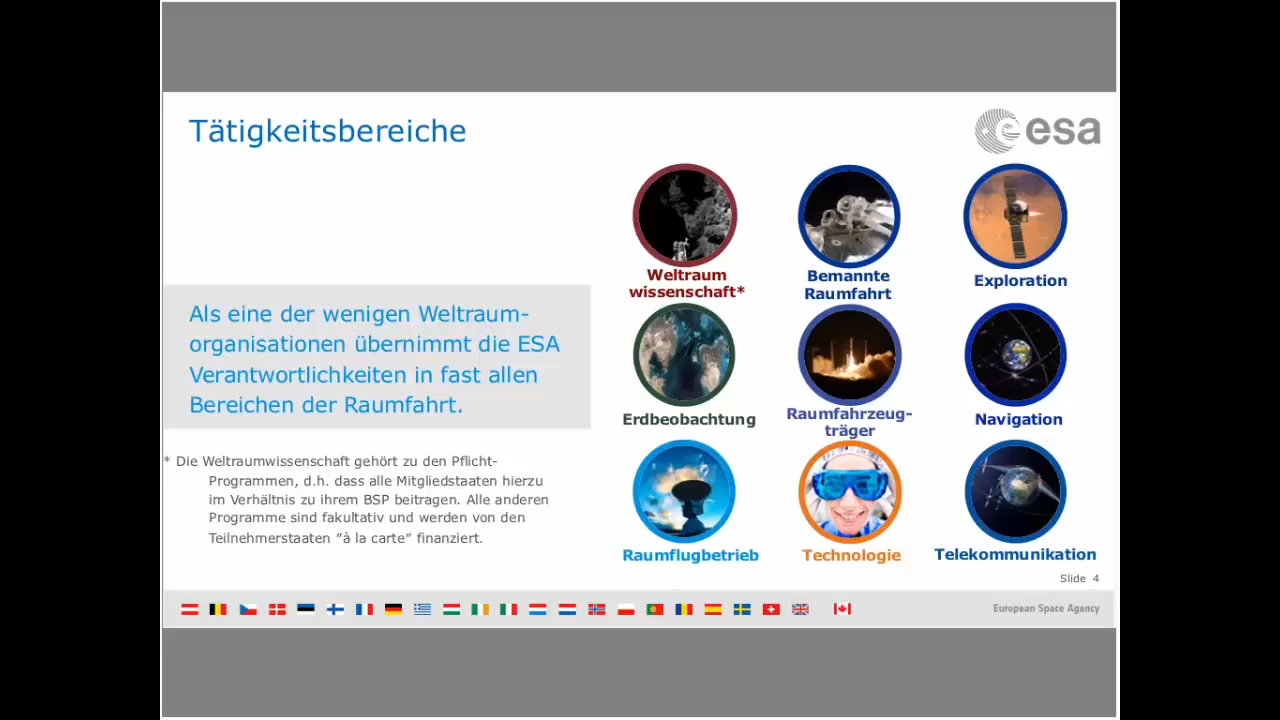 Tätigkeitsbereiche
esa
Weltraum
wissenschaft*
Bemannte
Raumfahrt
Exploration
Als eine der wenigen Weltraum-
organisationen übernimmt die ESA
Verantwortlichkeiten in fast allen
Bereichen der Raumfahrt.
Erdbeobachtung
Raumfahrzeug-
träger
Navigation
* Die Weltraumwissenschaft gehört zu den Pflicht-
Programmen, d.h. dass alle Mitgliedstaaten hierzu
im Verhältnis zu ihrem BSP beitragen. Alle anderen
Programme sind fakultativ und werden von den
Teilnehmerstaaten ”à la carte” finanziert.
Raumflugbetrieb
Technologie
Telekommunikation
Slide 4
European Space Agency